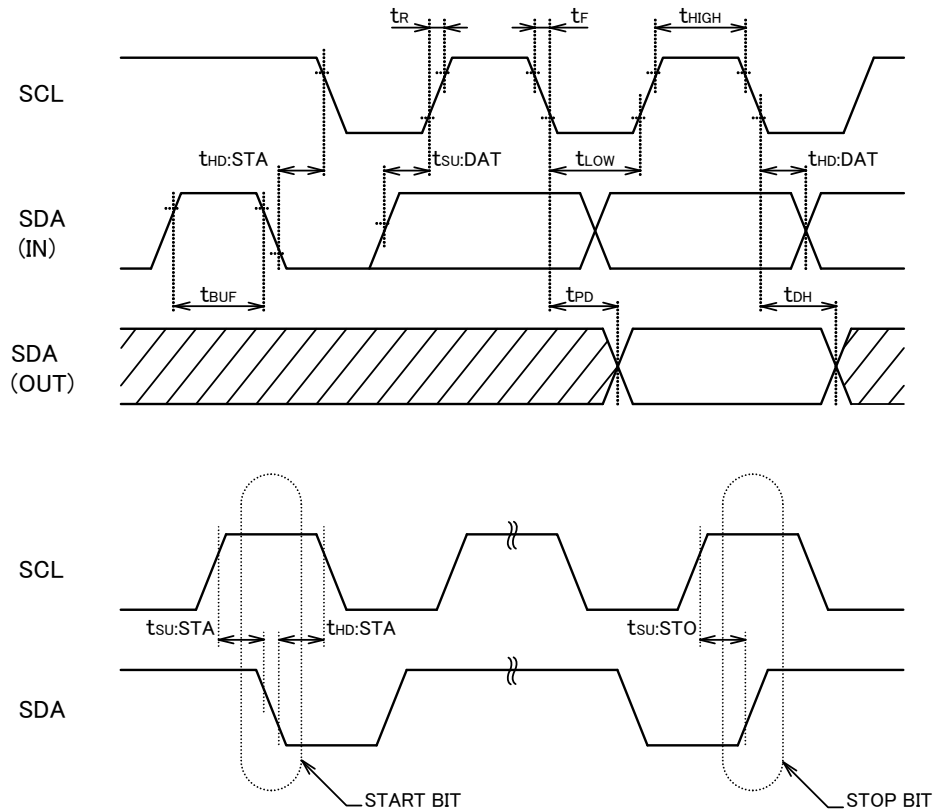 tR tF tHIGH
SCL
tHD:STA tSU:DAT tLOW tHD:DAT
SDA
(IN)
tBUF tPD tDH
SDA
(OUT)
SCL
tSU:STA tHD:STA tSU:STO
SDA
START BIT STOP BIT